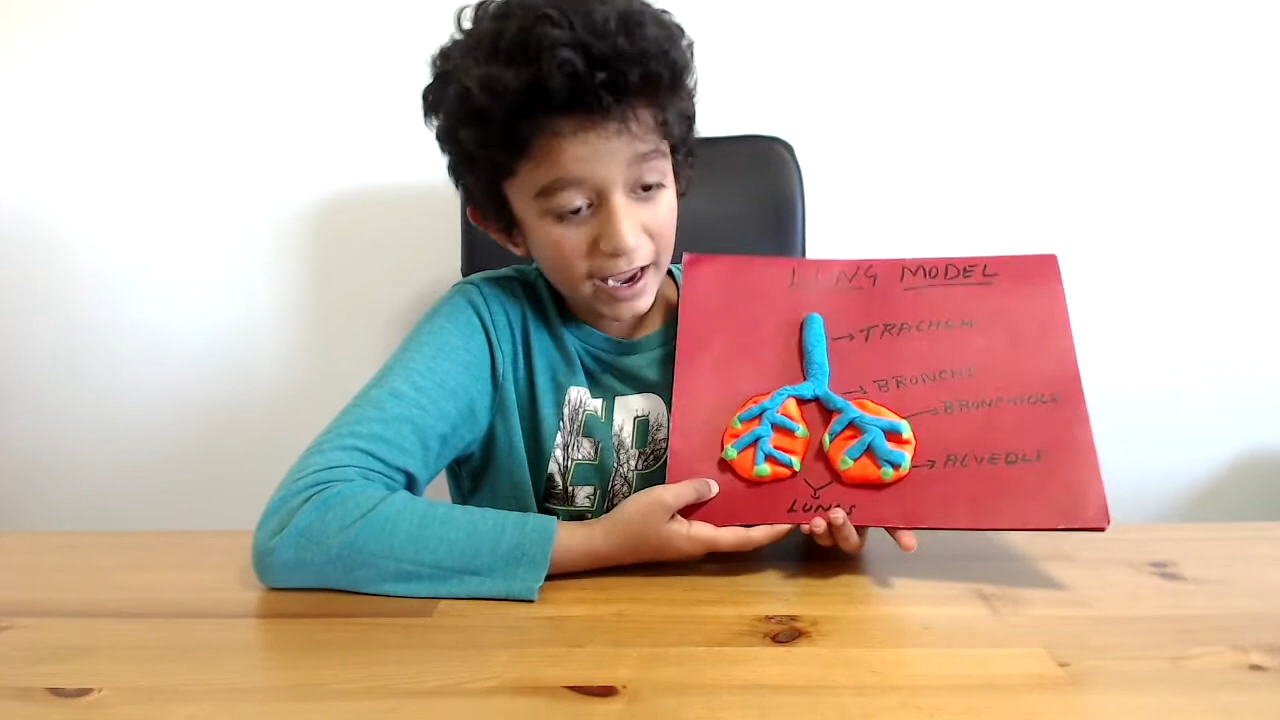 LUNG MODEL
TRACHEA
BRONCHI
BRONCHIOLE
ALVEOLI
LUNGS